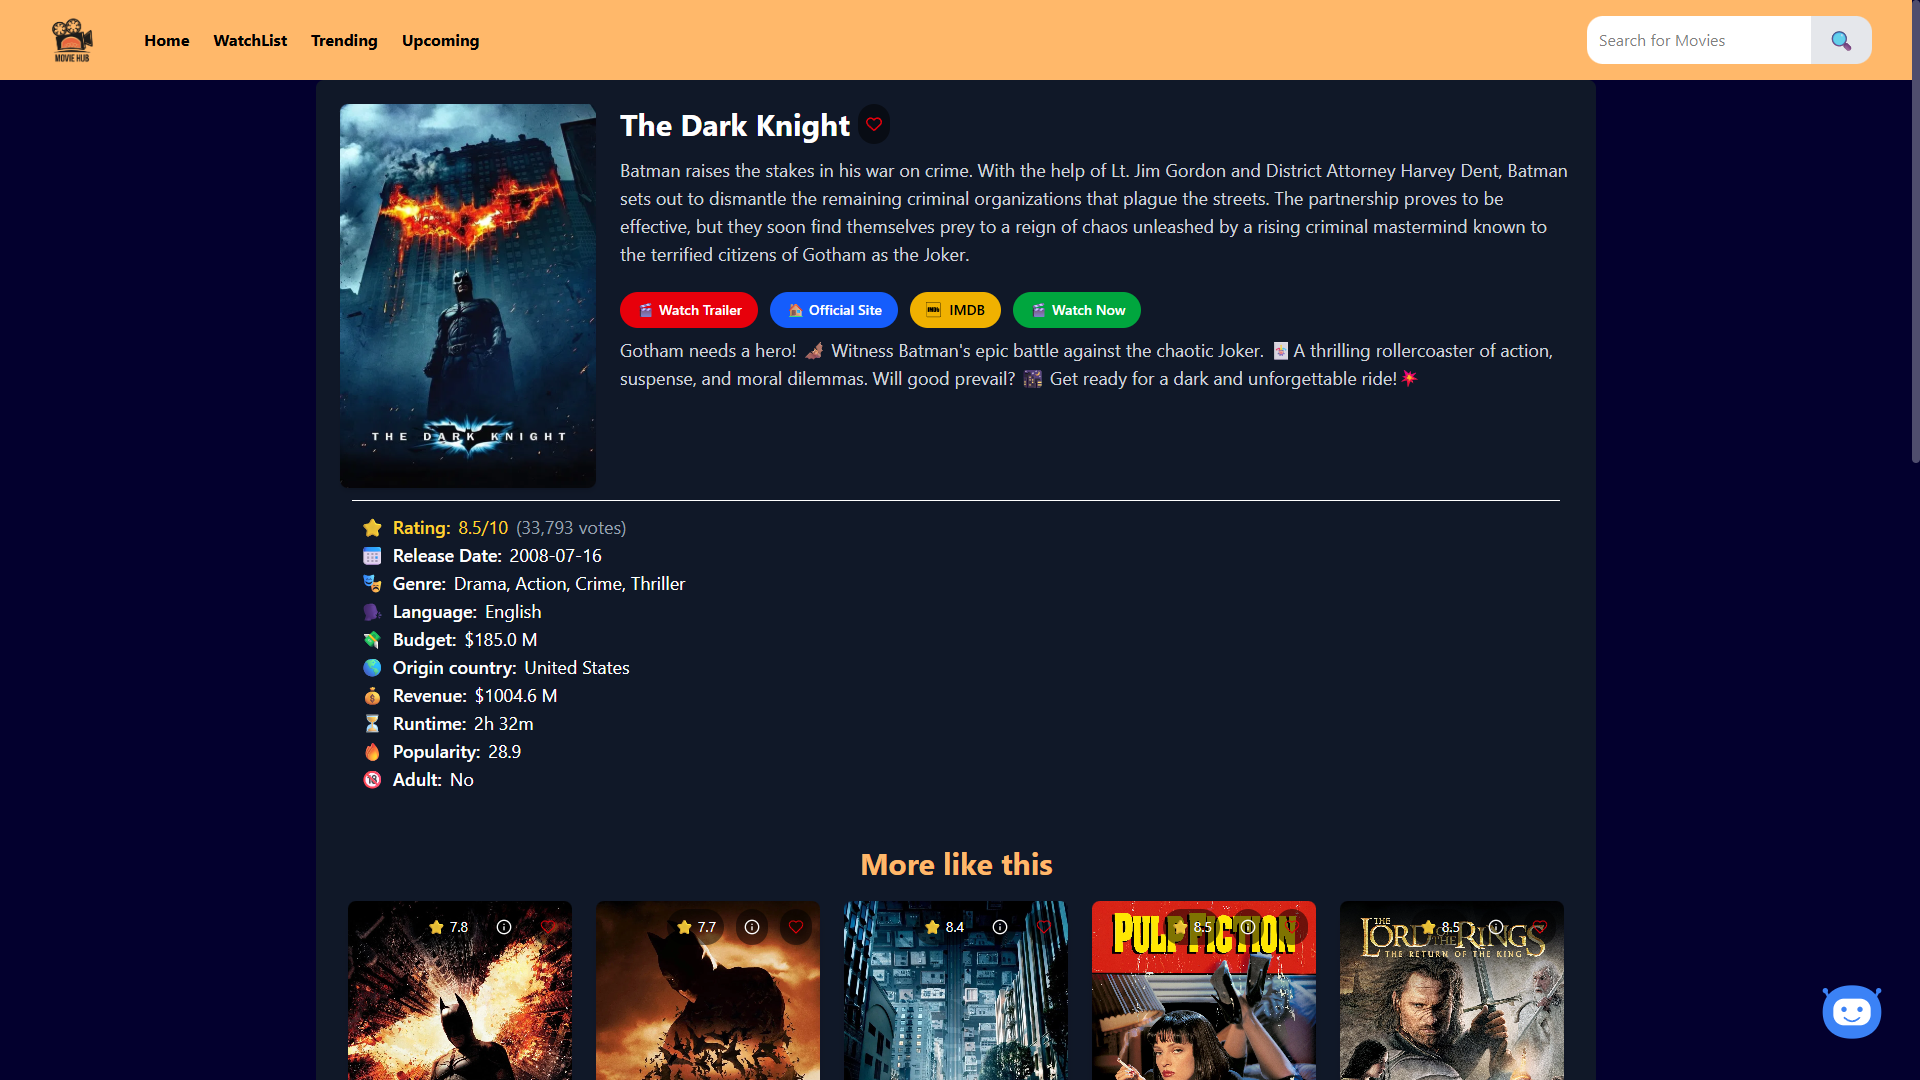 MOVIE HUB
Home
WatchList
Trending
Upcoming
Search for Movies
THE DARK KNIGHT
The Dark Knight
Batman raises the stakes in his war on crime. With the help of Lt. Jim Gordon and District Attorney Harvey Dent, Batman
sets out to dismantle the remaining criminal organizations that plague the streets. The partnership proves to be
effective, but they soon find themselves prey to a reign of chaos unleashed by a rising criminal mastermind known to
the terrified citizens of Gotham as the Joker.
🎬 Watch Trailer
🏠 Official Site
IMDB
🎬 Watch Now
Gotham needs a hero! 🦇 Witness Batman's epic battle against the chaotic Joker. 🃏 A thrilling rollercoaster of action,
suspense, and moral dilemmas. Will good prevail? 🌃 Get ready for a dark and unforgettable ride! 💥
⭐ Rating: 8.5/10 (33,793 votes)
📅 Release Date: 2008-07-16
🎭 Genre: Drama, Action, Crime, Thriller
🗣️ Language: English
💸 Budget: $185.0 M
🌎 Origin country: United States
💰 Revenue: $1004.6 M
⏳ Runtime: 2h 32m
🔥 Popularity: 28.9
🔞 Adult: No
More like this
⭐ 7.8
⭐ 7.7
⭐ 8.4
⭐ 8.5
PULP FICTION
⭐ 8.5
THE LORD OF THE RINGS
THE RETURN OF THE KING